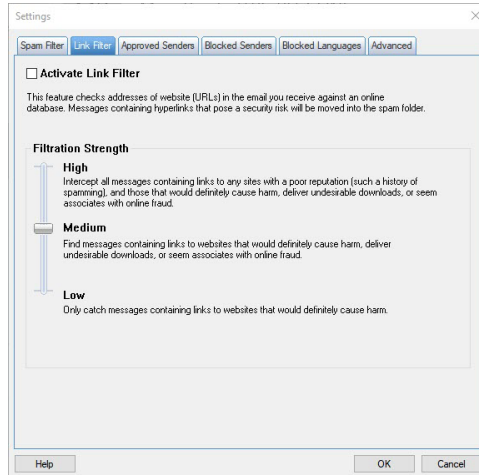 Settings
Spam Filter Link Filter Approved Senders Blocked Senders Blocked Languages Advanced
Activate Link Filter
This feature checks addresses of website (URLs) in the email you receive against an online
database. Messages containing hyperlinks that pose a security risk will be moved into the spam folder.
Filtration Strength
High
Intercept all messages containing links to any sites with a poor reputation (such a history of
spamming), and those that would definitely cause harm, deliver undesirable downloads, or seem
associates with online fraud.
Medium
Find messages containing links to websites that would definitely cause harm, deliver
undesirable downloads, or seem associates with online fraud.
Low
Only catch messages containing links to websites that would definitely cause harm.
Help OK Cancel